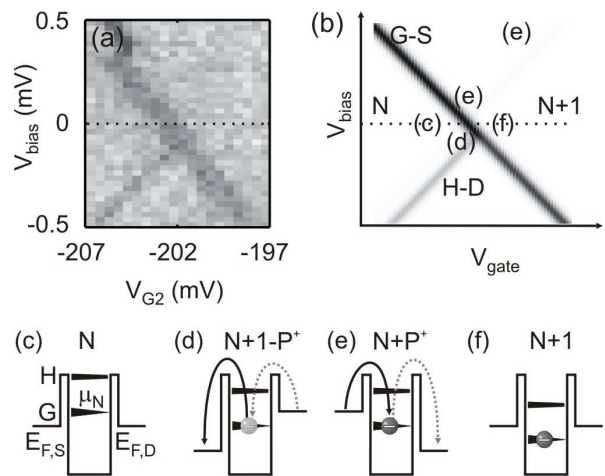 (a)
0.5
0
-0.5
V_bias (mV)
-207
-202
-197
V_G2 (mV)
(b)
G-S
(e)
N
(c)
(e)
(d)
(f)
N+1
H-D
V_bias
V_gate
(c) N
H
G
μ_N
E_F,S
E_F,D
(d) N+1-P⁺
(e) N+P⁺
(f) N+1